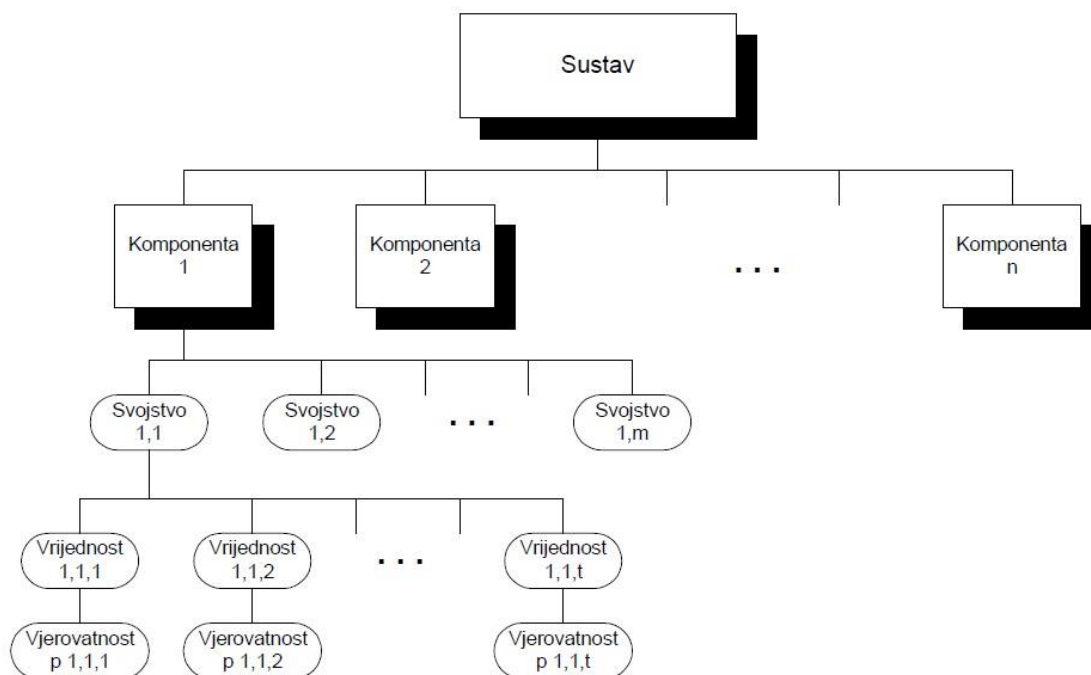 Sustav
Komponenta
1
Komponenta
2
. . .
Komponenta
n
Svojstvo
1,1
Svojstvo
1,2
. . .
Svojstvo
1,m
Vrijednost
1,1,1
Vrijednost
1,1,2
. . .
Vrijednost
1,1,t
Vjerovatnost
p 1,1,1
Vjerovatnost
p 1,1,2
Vjerovatnost
p 1,1,t